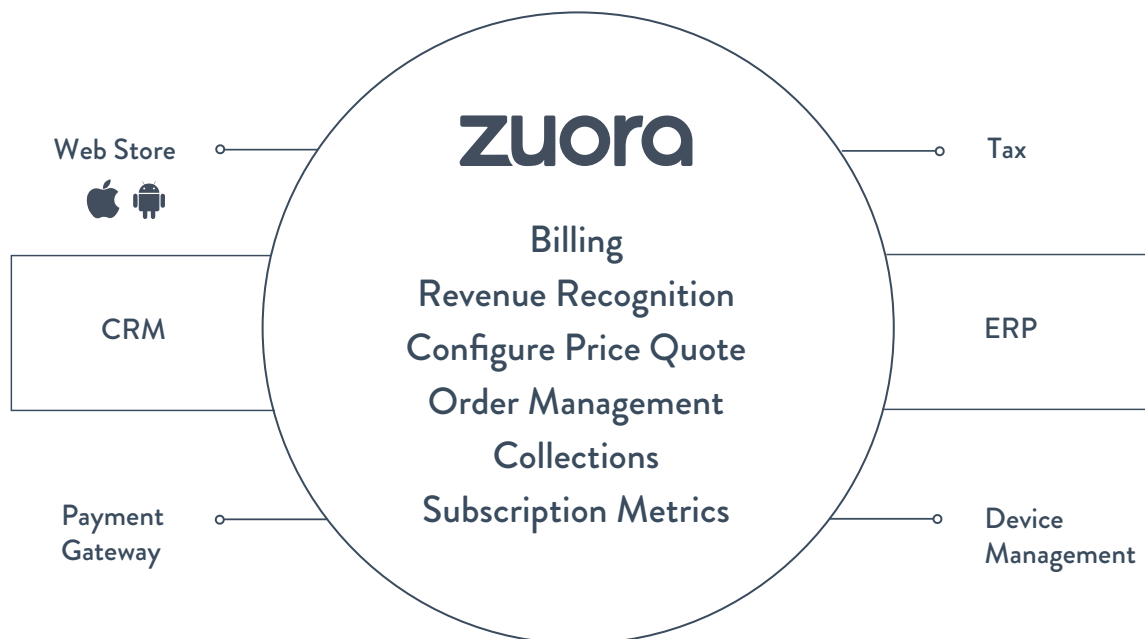 zuora
Web Store
Tax
Billing
Revenue Recognition
CRM
Configure Price Quote
ERP
Order Management
Collections
Subscription Metrics
Payment
Gateway
Device
Management